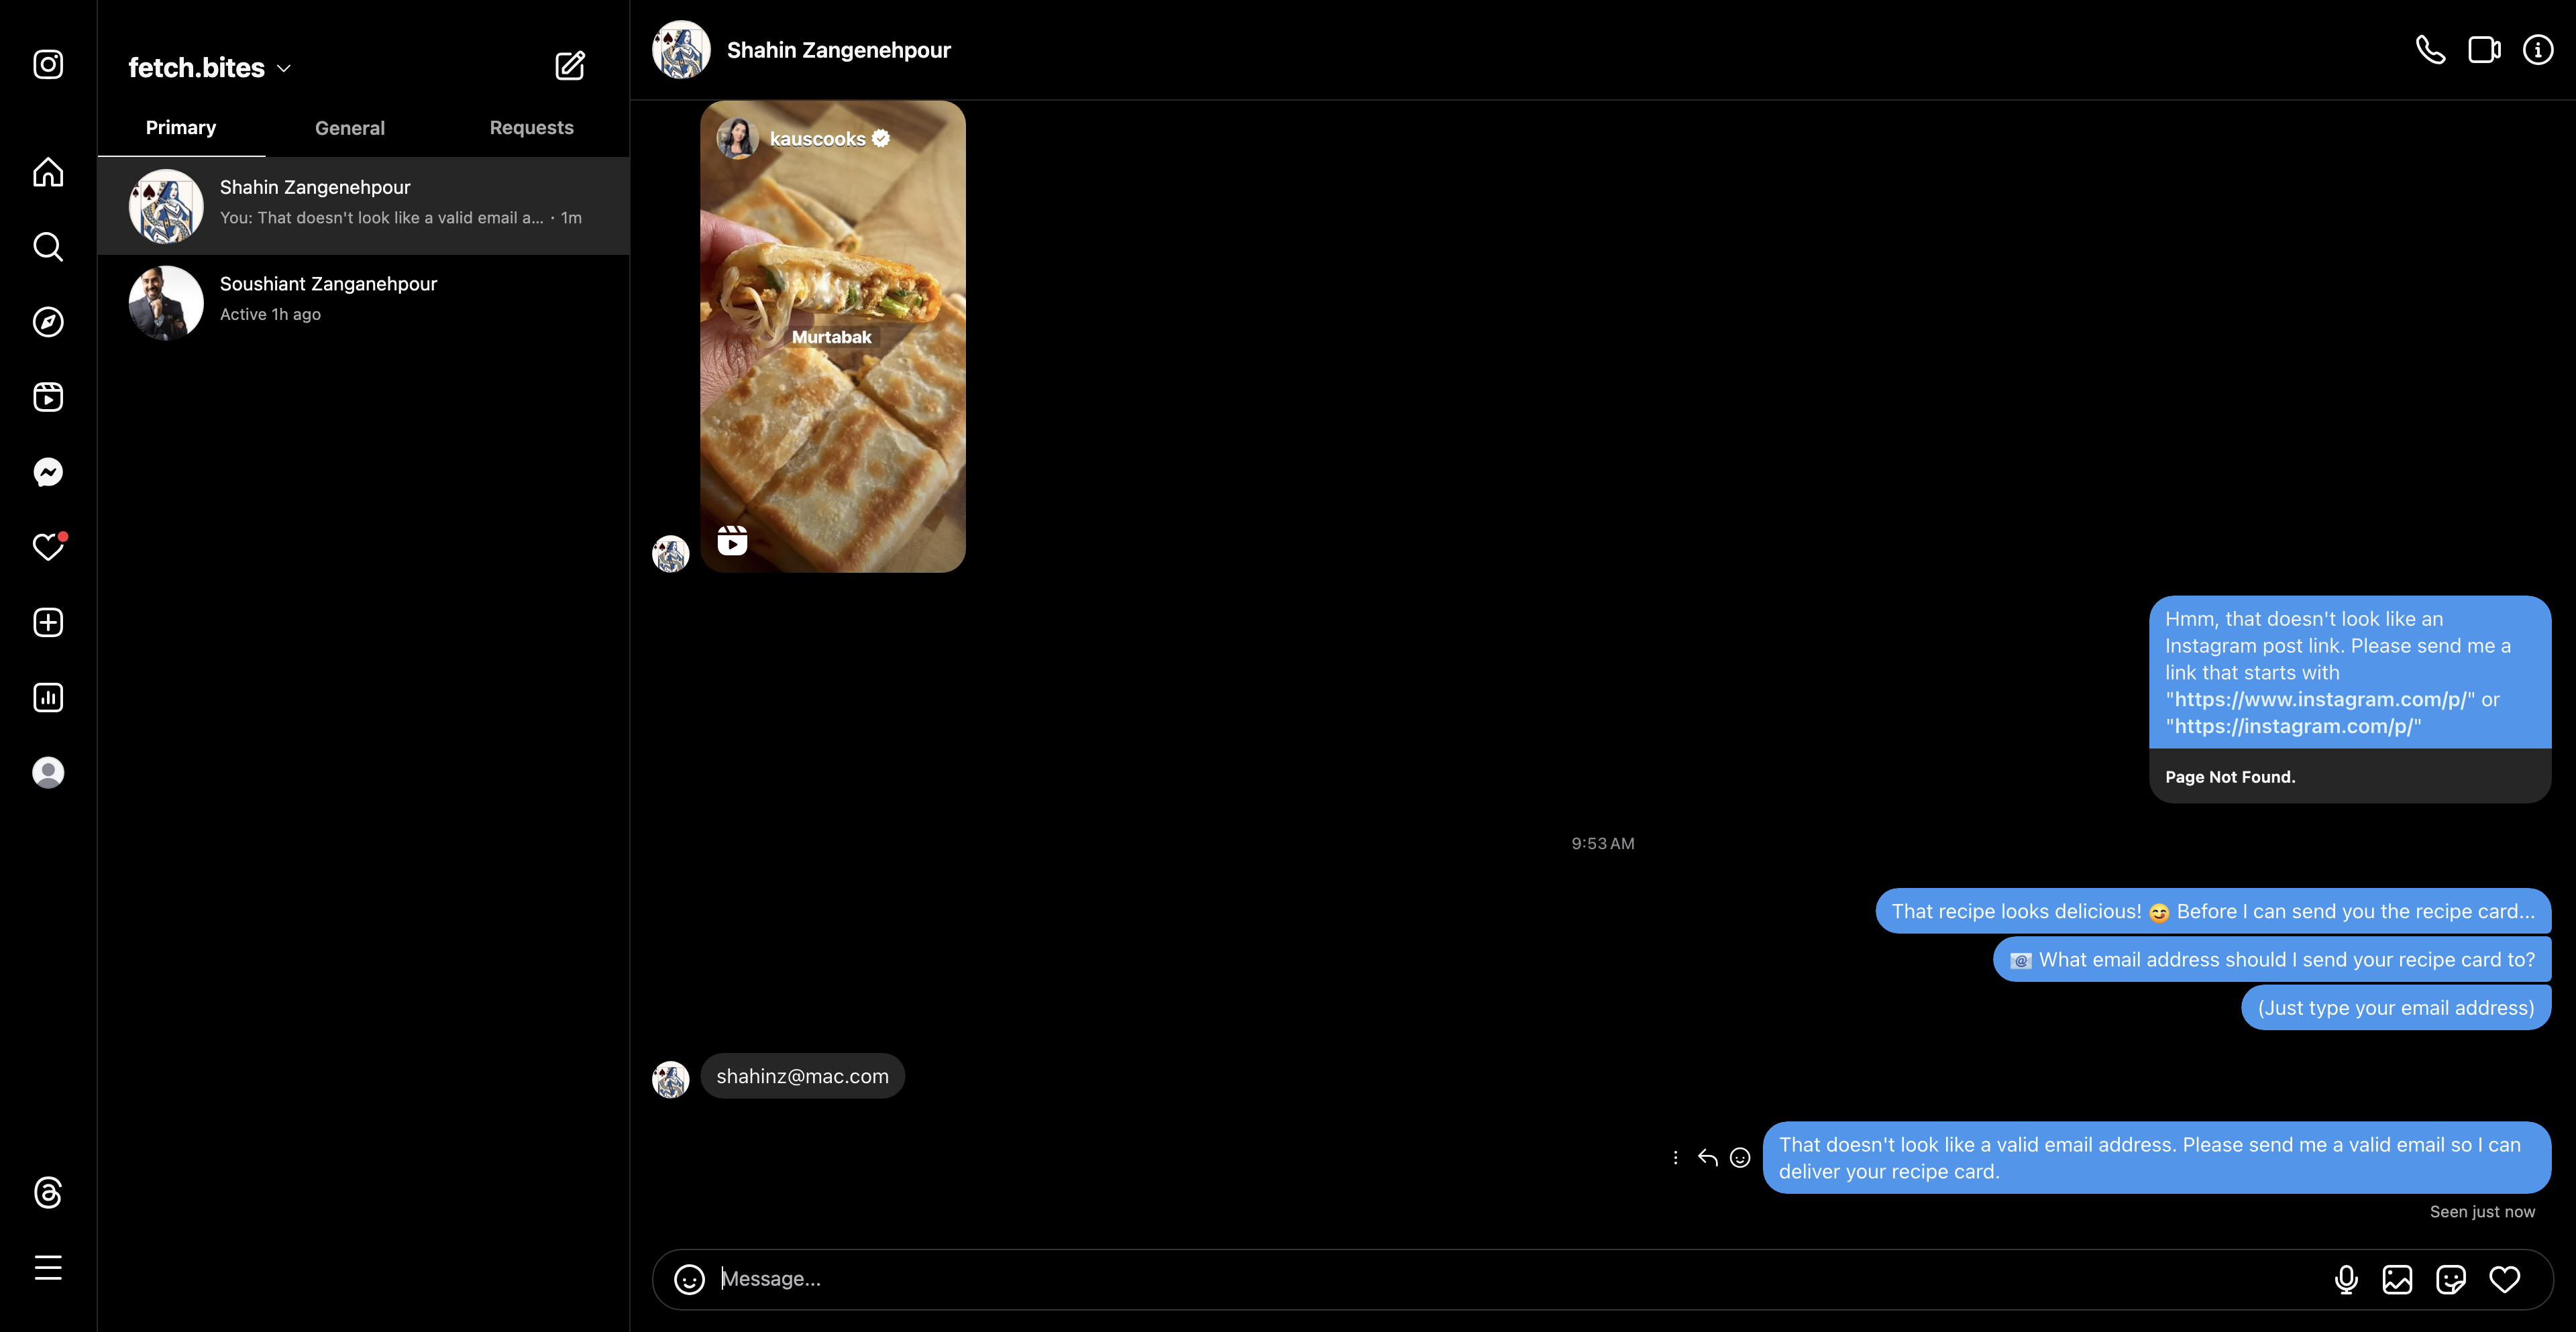 fetch.bites
Primary
General
Requests
Shahin Zangenehpour
You: That doesn't look like a valid email a... · 1m
Soushiant Zanganehpour
Active 1h ago
Shahin Zangenehpour
kauscooks
Murtabak
Hmm, that doesn't look like an
Instagram post link. Please send me a
link that starts with
"https://www.instagram.com/p/" or
"https://instagram.com/p/"
Page Not Found.
9:53 AM
That recipe looks delicious! 😋 Before I can send you the recipe card...
📧 What email address should I send your recipe card to?
(Just type your email address)
shahinz@mac.com
That doesn't look like a valid email address. Please send me a valid email so I can
deliver your recipe card.
Seen just now
Message...